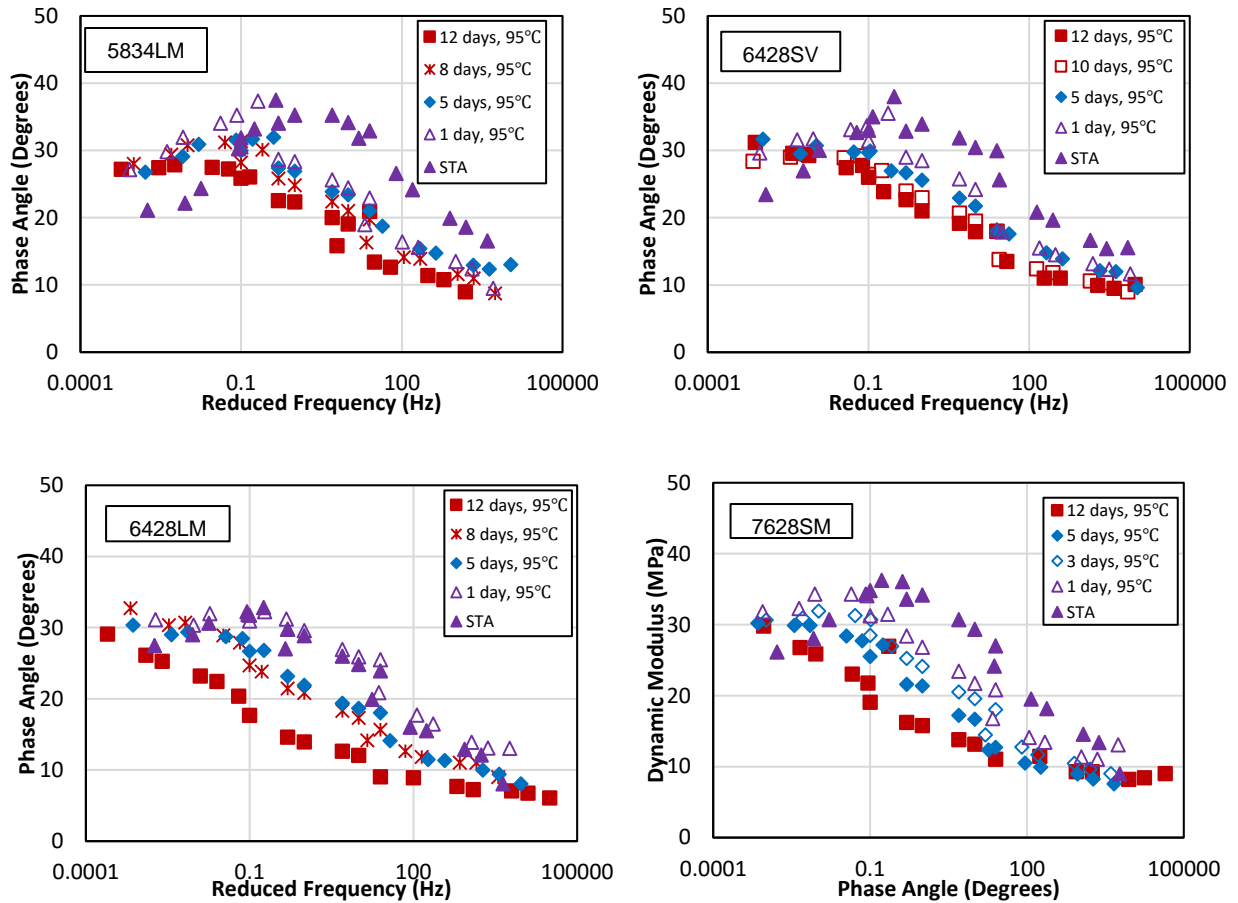 50
40
30
20
10
0
0.0001
0.1
100
100000
Phase Angle (Degrees)
Reduced Frequency (Hz)
5834LM
12 days, 95℃
8 days, 95℃
5 days, 95℃
1 day, 95℃
STA
50
40
30
20
10
0
0.0001
0.1
100
100000
Phase Angle (Degrees)
Reduced Frequency (Hz)
6428SV
12 days, 95℃
10 days, 95℃
5 days, 95℃
1 day, 95℃
STA
50
40
30
20
10
0
0.0001
0.1
100
100000
Phase Angle (Degrees)
Reduced Frequency (Hz)
6428LM
12 days, 95℃
8 days, 95℃
5 days, 95℃
1 day, 95℃
STA
50
40
30
20
10
0
0.0001
0.1
100
100000
Dynamic Modulus (MPa)
Phase Angle (Degrees)
7628SM
12 days, 95℃
5 days, 95℃
3 days, 95℃
1 day, 95℃
STA